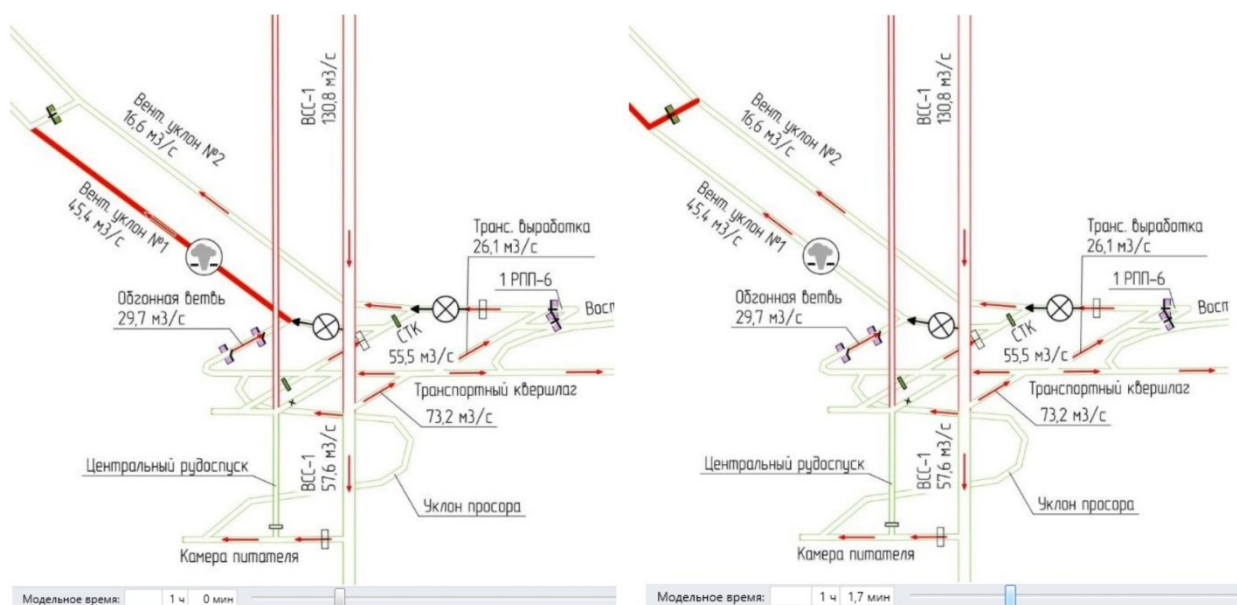 ВСС-1
130,8 м3/с
Вент. уклон №2
16,6 м3/с
Вент. уклон №1
45,4 м3/с
Транс. выработка
26,1 м3/с
1 РПП-6
Вост
Обгонная ветвь
29,7 м3/с
СТК
55,5 м3/с
Транспортный квершлаг
73,2 м3/с
Центральный рудоспуск
ВСС-1
57,6 м3/с
Уклон просора
Камера питателя
Модельное время: 1 ч 0 мин
ВСС-1
130,8 м3/с
Вент. уклон №2
16,6 м3/с
Вент. уклон №1
45,4 м3/с
Транс. выработка
26,1 м3/с
1 РПП-6
Вост
Обгонная ветвь
29,7 м3/с
СТК
55,5 м3/с
Транспортный квершлаг
73,2 м3/с
Центральный рудоспуск
ВСС-1
57,6 м3/с
Уклон просора
Камера питателя
Модельное время: 1 ч 1,7 мин